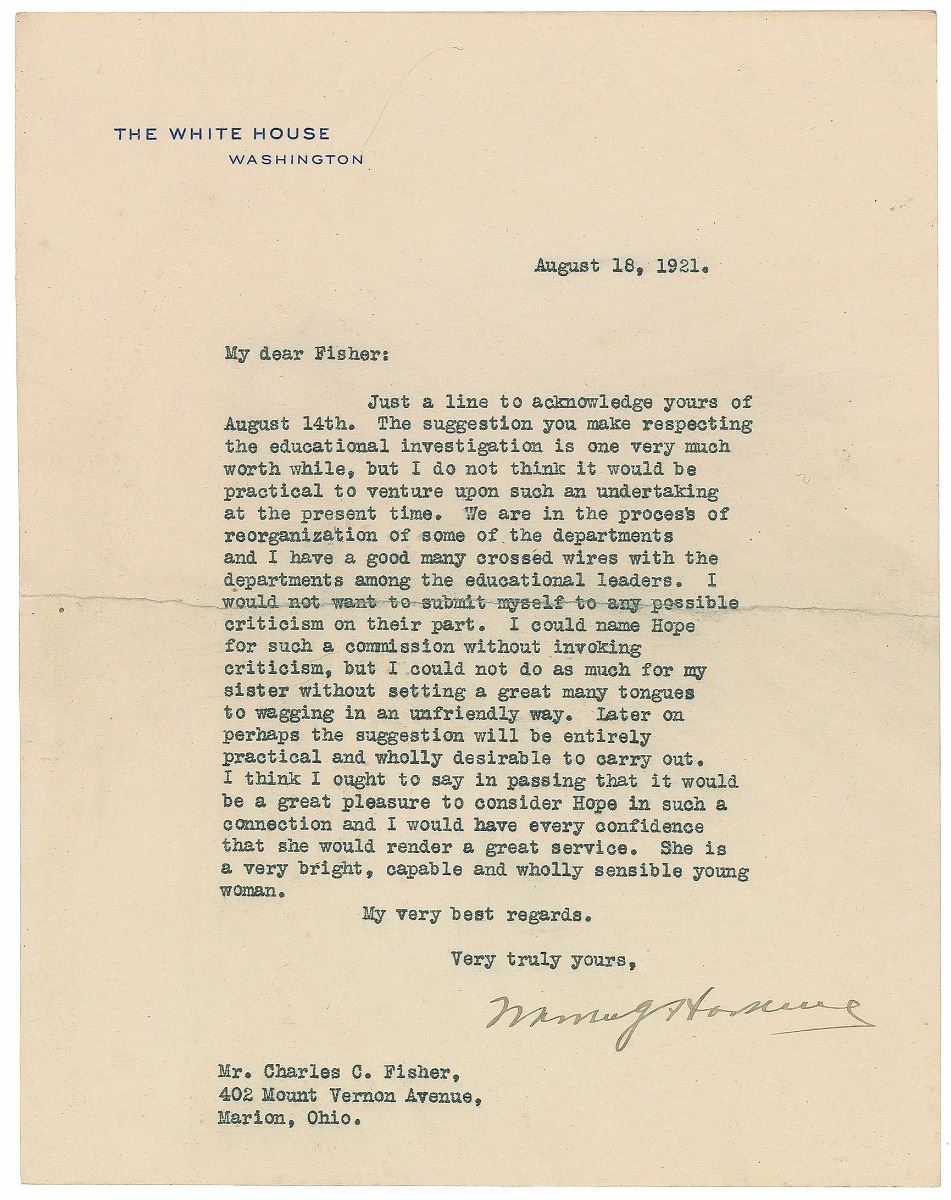 THE WHITE HOUSE
WASHINGTON
August 18, 1921.
My dear Fisher:
Just a line to acknowledge yours of
August 14th. The suggestion you make respecting
the educational investigation is one very much
worth while, but I do not think it would be
practical to venture upon such an undertaking
at the present time. We are in the process of
reorganization of some of the departments
and I have a good many crossed wires with the
departments among the educational leaders. I
would not want to submit myself to any possible
criticism on their part. I could name Hope
for such a commission without invoking
criticism, but I could not do as much for my
sister without setting a great many tongues
to wagging in an unfriendly way. Later on
perhaps the suggestion will be entirely
practical and wholly desirable to carry out.
I think I ought to say in passing that it would
be a great pleasure to consider Hope in such a
connection and I would have every confidence
that she would render a great service. She is
a very bright, capable and wholly sensible young
woman.
My very best regards.
Very truly yours,
Warren G Harding
Mr. Charles C. Fisher,
402 Mount Vernon Avenue,
Marion, Ohio.